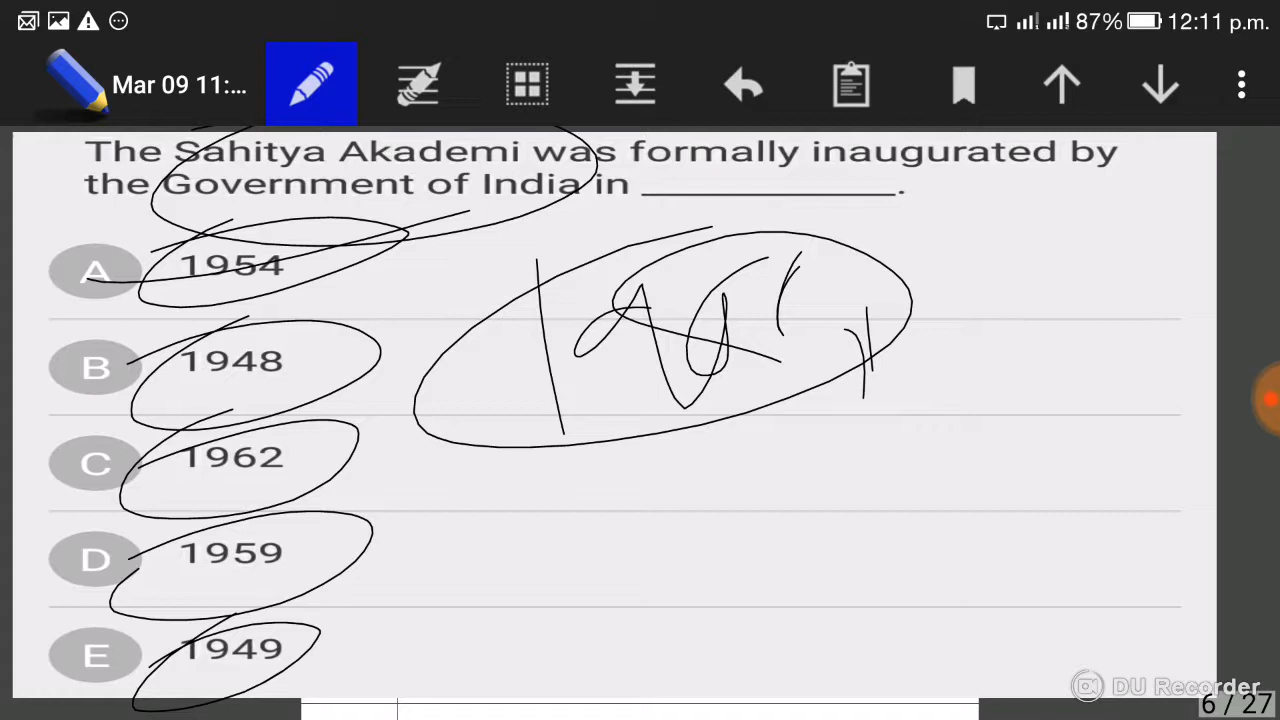 87% 12:11 p.m.
Mar 09 11:...
The Sahitya Akademi was formally inaugurated by
the Government of India in ____________.
A 1954
B 1948
C 1962
D 1959
E 1949
DU Recorder
6 / 27